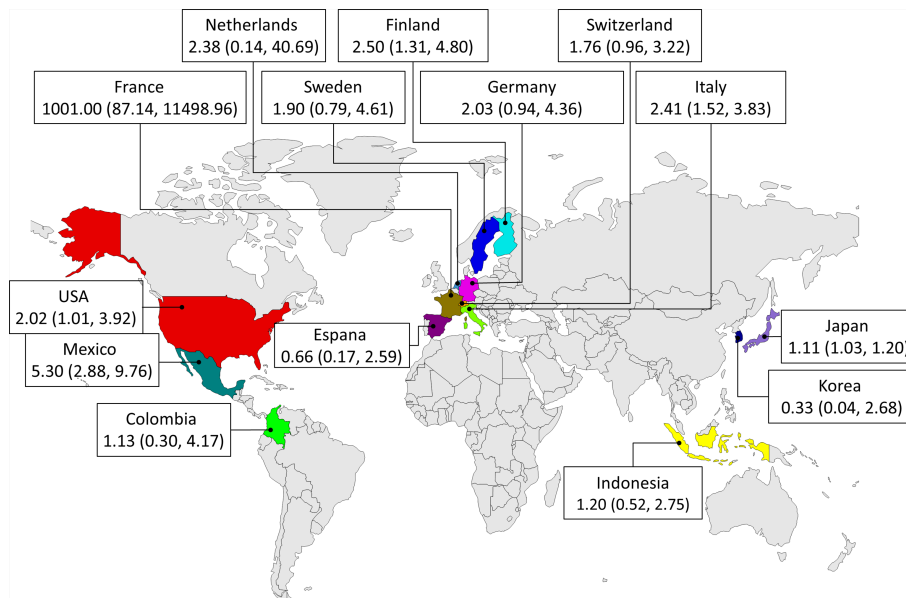 Netherlands
2.38 (0.14, 40.69)
Finland
2.50 (1.31, 4.80)
Switzerland
1.76 (0.96, 3.22)
France
1001.00 (87.14, 11498.96)
Sweden
1.90 (0.79, 4.61)
Germany
2.03 (0.94, 4.36)
Italy
2.41 (1.52, 3.83)
USA
2.02 (1.01, 3.92)
Mexico
5.30 (2.88, 9.76)
Espana
0.66 (0.17, 2.59)
Japan
1.11 (1.03, 1.20)
Korea
0.33 (0.04, 2.68)
Colombia
1.13 (0.30, 4.17)
Indonesia
1.20 (0.52, 2.75)